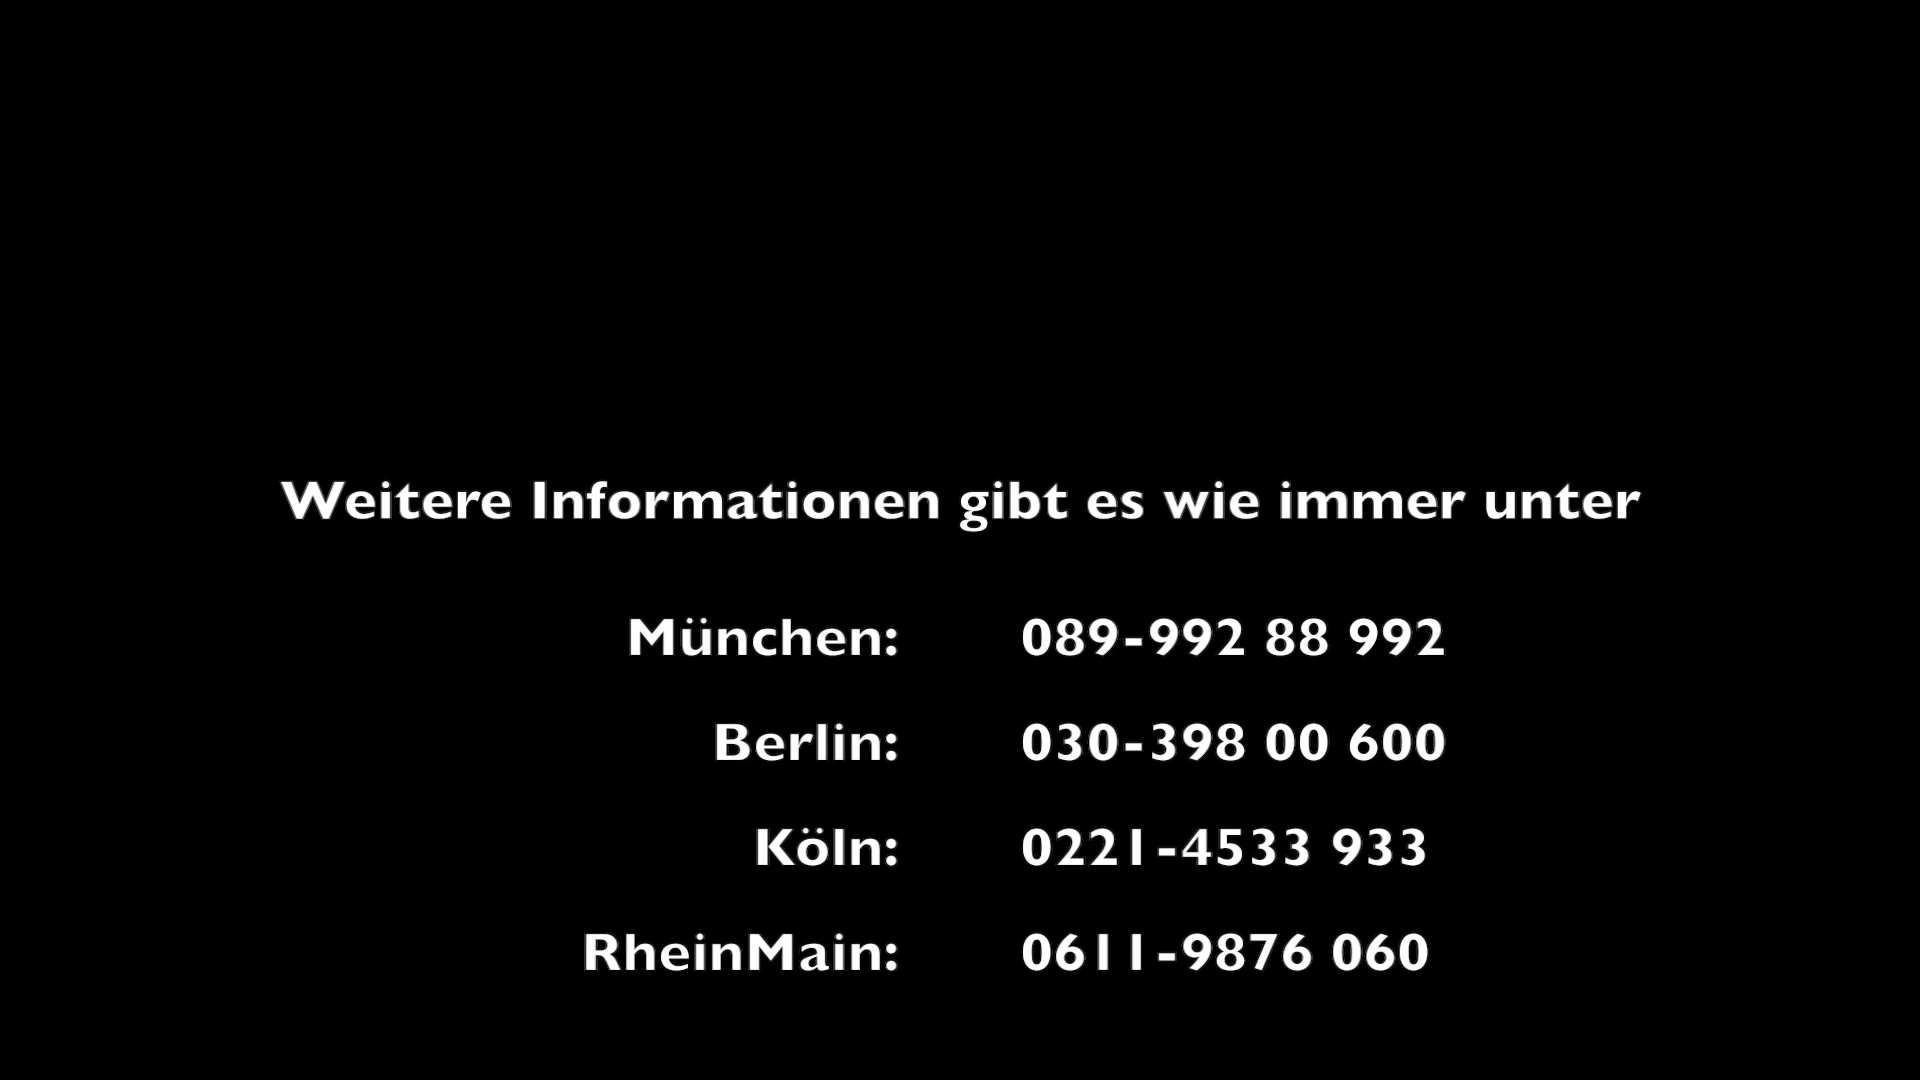 Weitere Informationen gibt es wie immer unter
München: 089-992 88 992
Berlin: 030-398 00 600
Köln: 0221-4533 933
RheinMain: 0611-9876 060